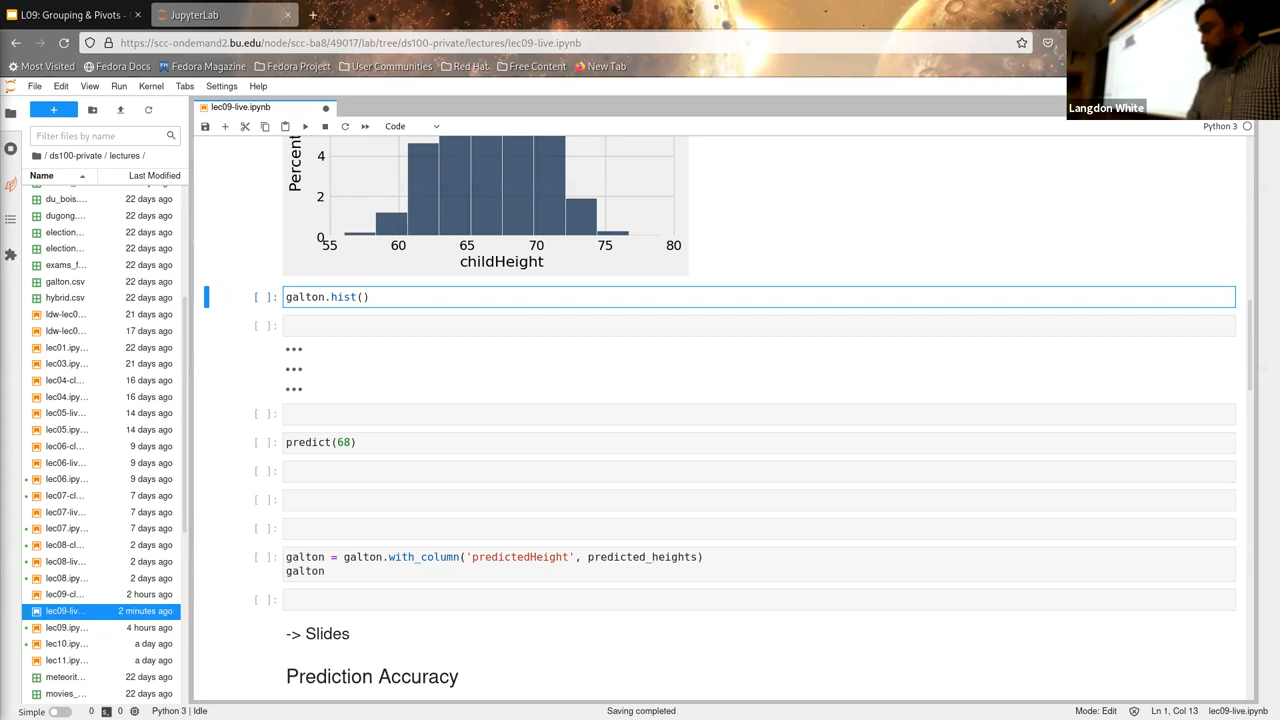 L09: Grouping & Pivots -
JupyterLab
https://scc-ondemand2.bu.edu/node/scc-ba8/49017/lab/tree/ds100-private/lectures/lec09-live.ipynb
Most Visited
Fedora Docs
Fedora Magazine
Fedora Project
User Communities
Red Hat
Free Content
New Tab
Langdon White
File Edit View Run Kernel Tabs Settings Help
lec09-live.ipynb
Filter files by name
Code
Python 3
/ ds100-private / lectures /
Name Last Modified
du_bois.... 22 days ago
dugong.... 22 days ago
election... 22 days ago
election... 22 days ago
exams_f... 22 days ago
galton.csv 22 days ago
hybrid.csv 22 days ago
ldw-lec0... 21 days ago
ldw-lec0... 17 days ago
lec01.ipy... 22 days ago
lec03.ipy... 21 days ago
lec04-cl... 16 days ago
lec04.ipy... 16 days ago
lec05-liv... 14 days ago
lec05.ipy... 14 days ago
lec06-cl... 9 days ago
lec06-liv... 9 days ago
lec06.ipy... 9 days ago
lec07-cl... 7 days ago
lec07-liv... 7 days ago
lec07.ipy... 7 days ago
lec08-cl... 2 days ago
lec08-liv... 2 days ago
lec08.ipy... 2 days ago
lec09-cl... 2 hours ago
lec09-liv... 2 minutes ago
lec09.ipy... 4 hours ago
lec10.ipy... a day ago
lec11.ipy... a day ago
meteorit... 22 days ago
movies_... 22 days ago
Percent
4
2
0
55 60 65 70 75 80
childHeight
[ ]: galton.hist()
[ ]:
•••
•••
•••
[ ]:
[ ]: predict(68)
[ ]:
[ ]:
[ ]:
[ ]: galton = galton.with_column('predictedHeight', predicted_heights)
galton
[ ]:
-> Slides
Prediction Accuracy
Simple 0 $_ 0 Python 3 | Idle Saving completed Mode: Edit Ln 1, Col 13 lec09-live.ipynb